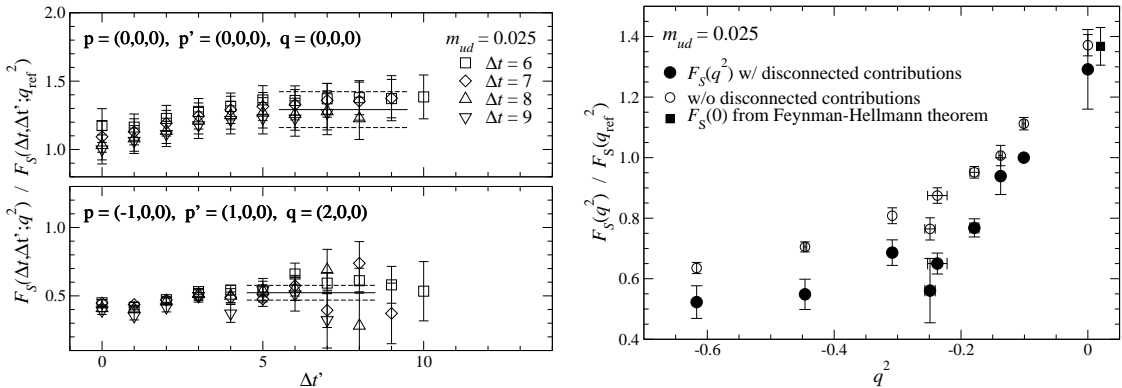 F_S(Δt,Δt';q²) / F_S(Δt,Δt';q_ref²)
2.0
1.5
1.0
p = (0,0,0), p' = (0,0,0), q = (0,0,0)
m_ud = 0.025
Δt = 6
Δt = 7
Δt = 8
Δt = 9
1.0
0.5
p = (-1,0,0), p' = (1,0,0), q = (2,0,0)
0 5 10
Δt'
F_S(q²) / F_S(q_ref²)
1.4
1.2
1.0
0.8
0.6
0.4
m_ud = 0.025
F_S(q²) w/ disconnected contributions
w/o disconnected contributions
F_S(0) from Feynman-Hellmann theorem
-0.6 -0.4 -0.2 0
q²